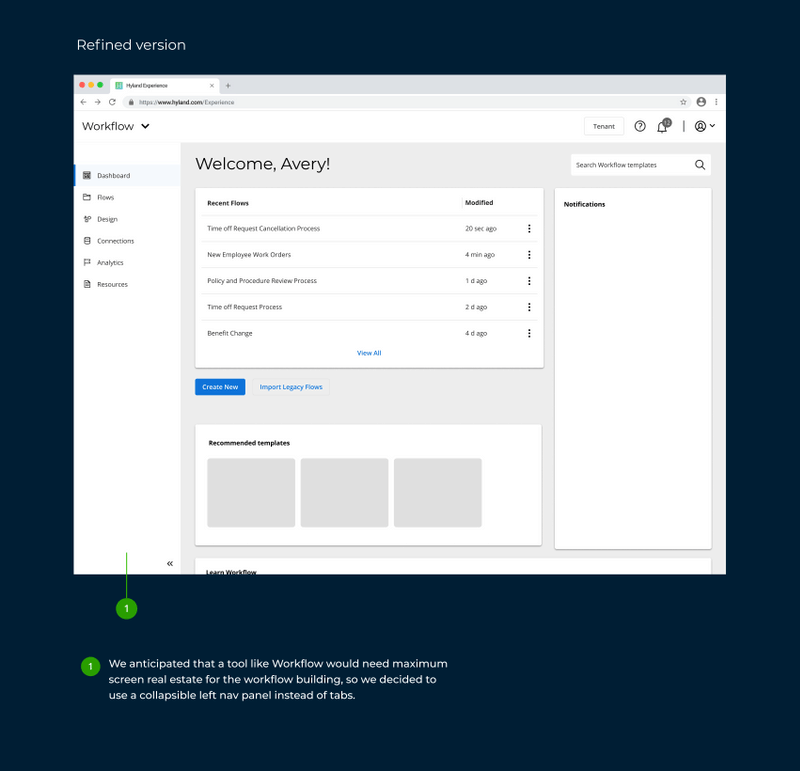 Refined version
Hyland Experience
https://www.hyland.com/Experience
Workflow
Tenant
12
Welcome, Avery!
Search Workflow templates
Dashboard
Flows
Design
Connections
Analytics
Resources
Recent Flows Modified
Time off Request Cancellation Process 20 sec ago
New Employee Work Orders 4 min ago
Policy and Procedure Review Process 1 d ago
Time off Request Process 2 d ago
Benefit Change 4 d ago
View All
Notifications
Create New Import Legacy Flows
Recommended templates
Learn Workflow
1
1 We anticipated that a tool like Workflow would need maximum
screen real estate for the workflow building, so we decided to
use a collapsible left nav panel instead of tabs.